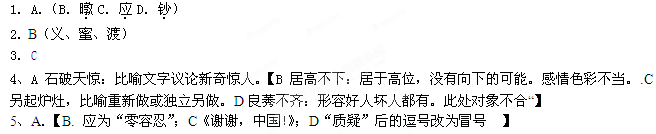 1. A.（B. 暾 C. 应 D. 钞）
2. B（义、蜜、渡）
3. C
4、A 石破天惊：比喻文字议论新奇惊人。【B 居高不下：居于高位，没有向下的可能。感情色彩不当。.C
另起炉灶，比喻重新做或独立另做。D 良莠不齐：形容好人坏人都有。此处对象不合“】
5、A.【B. 应为“零容忍”；C《谢谢，中国!》；D“质疑”后的逗号改为冒号 】